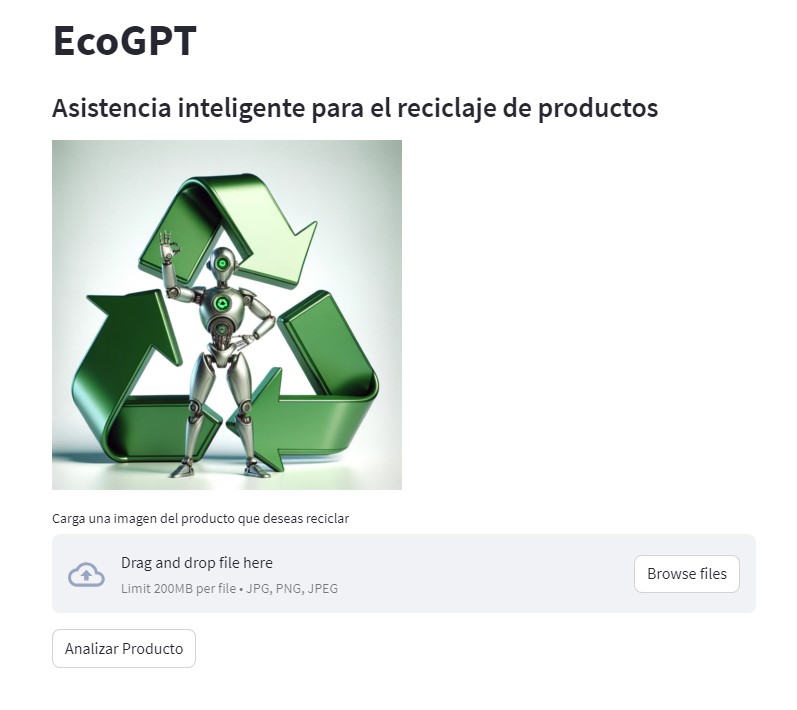 EcoGPT
Asistencia inteligente para el reciclaje de productos
Carga una imagen del producto que deseas reciclar
Drag and drop file here
Limit 200MB per file • JPG, PNG, JPEG
Browse files
Analizar Producto